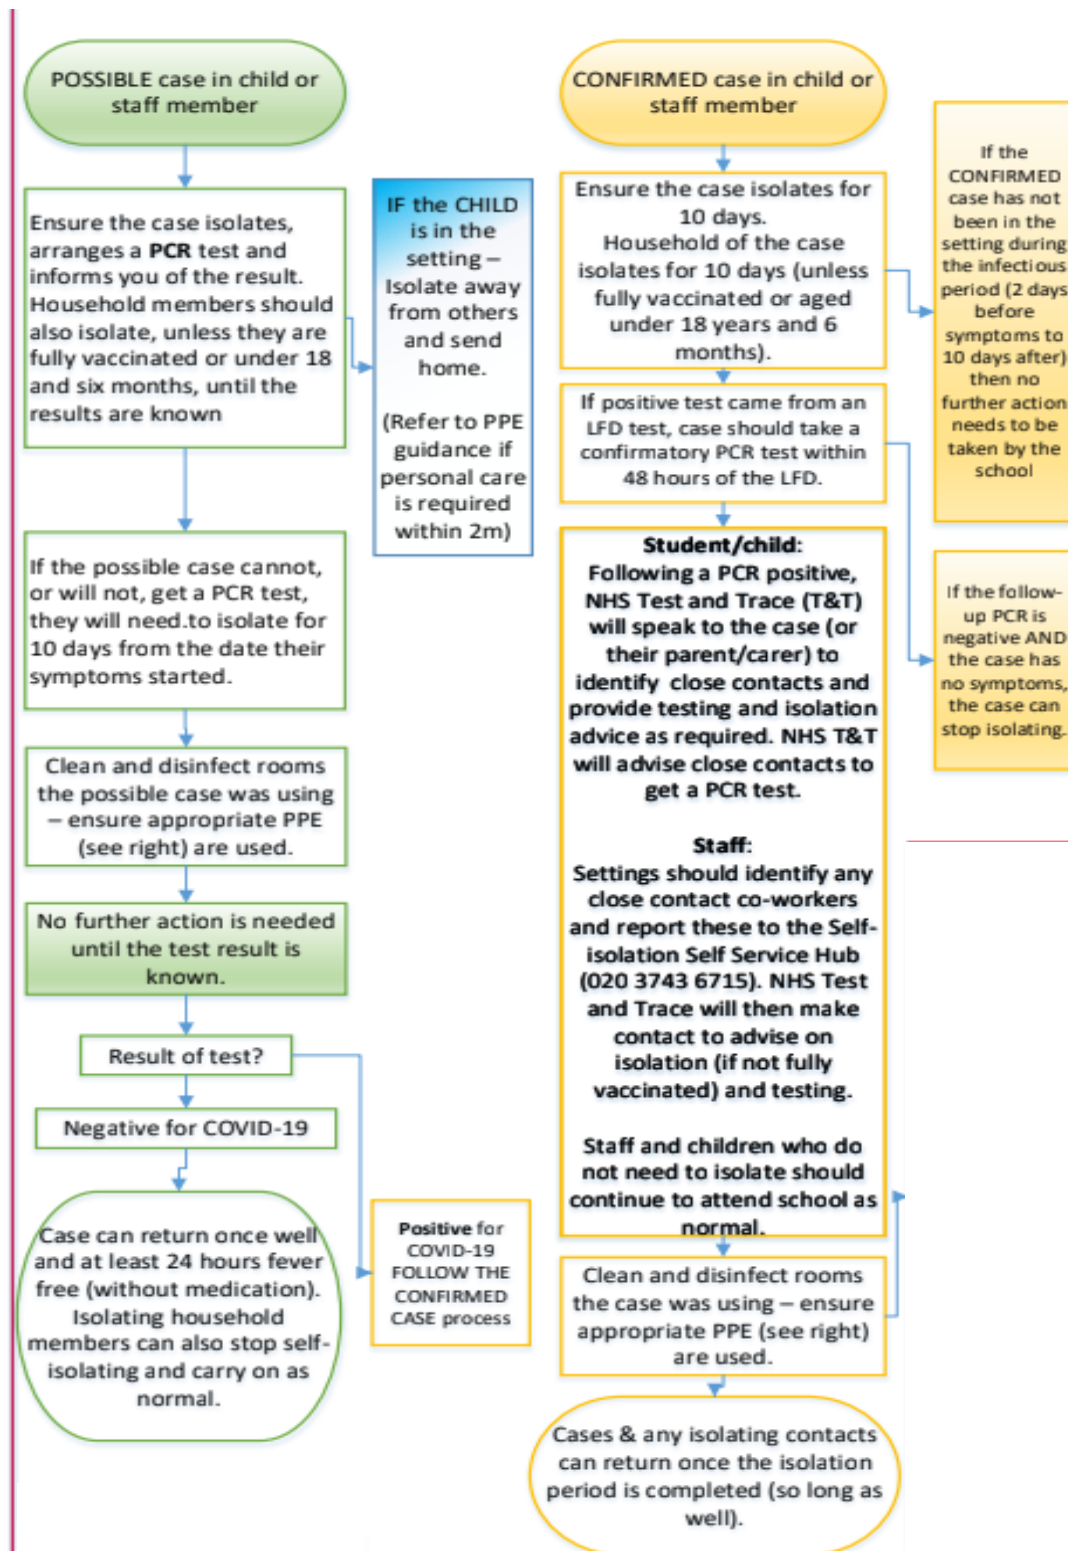 POSSIBLE case in child or
staff member
Ensure the case isolates,
arranges a PCR test and
informs you of the result.
Household members should
also isolate, unless they are
fully vaccinated or under 18
and six months, until the
results are known
IF the CHILD
is in the
setting –
Isolate away
from others
and send
home.
(Refer to PPE
guidance if
personal care
is required
within 2m)
If the possible case cannot,
or will not, get a PCR test,
they will need.to isolate for
10 days from the date their
symptoms started.
Clean and disinfect rooms
the possible case was using
– ensure appropriate PPE
(see right) are used.
No further action is needed
until the test result is
known.
Result of test?
Negative for COVID-19
Case can return once well
and at least 24 hours fever
free (without medication).
Isolating household
members can also stop self-
isolating and carry on as
normal.
Positive for
COVID-19
FOLLOW THE
CONFIRMED
CASE process
CONFIRMED case in child or
staff member
Ensure the case isolates for
10 days.
Household of the case
isolates for 10 days (unless
fully vaccinated or aged
under 18 years and 6
months).
If positive test came from an
LFD test, case should take a
confirmatory PCR test within
48 hours of the LFD.
Student/child:
Following a PCR positive,
NHS Test and Trace (T&T)
will speak to the case (or
their parent/carer) to
identify close contacts and
provide testing and isolation
advice as required. NHS T&T
will advise close contacts to
get a PCR test.
Staff:
Settings should identify any
close contact co-workers
and report these to the Self-
isolation Self Service Hub
(020 3743 6715). NHS Test
and Trace will then make
contact to advise on
isolation (if not fully
vaccinated) and testing.
Staff and children who do
not need to isolate should
continue to attend school as
normal.
Clean and disinfect rooms
the case was using – ensure
appropriate PPE (see right)
are used.
Cases & any isolating contacts
can return once the isolation
period is completed (so long as
well).
If the
CONFIRMED
case has not
been in the
setting during
the infectious
period (2 days
before
symptoms to
10 days after)
then no
further action
needs to be
taken by the
school
If the follow-
up PCR is
negative AND
the case has
no symptoms,
the case can
stop isolating.